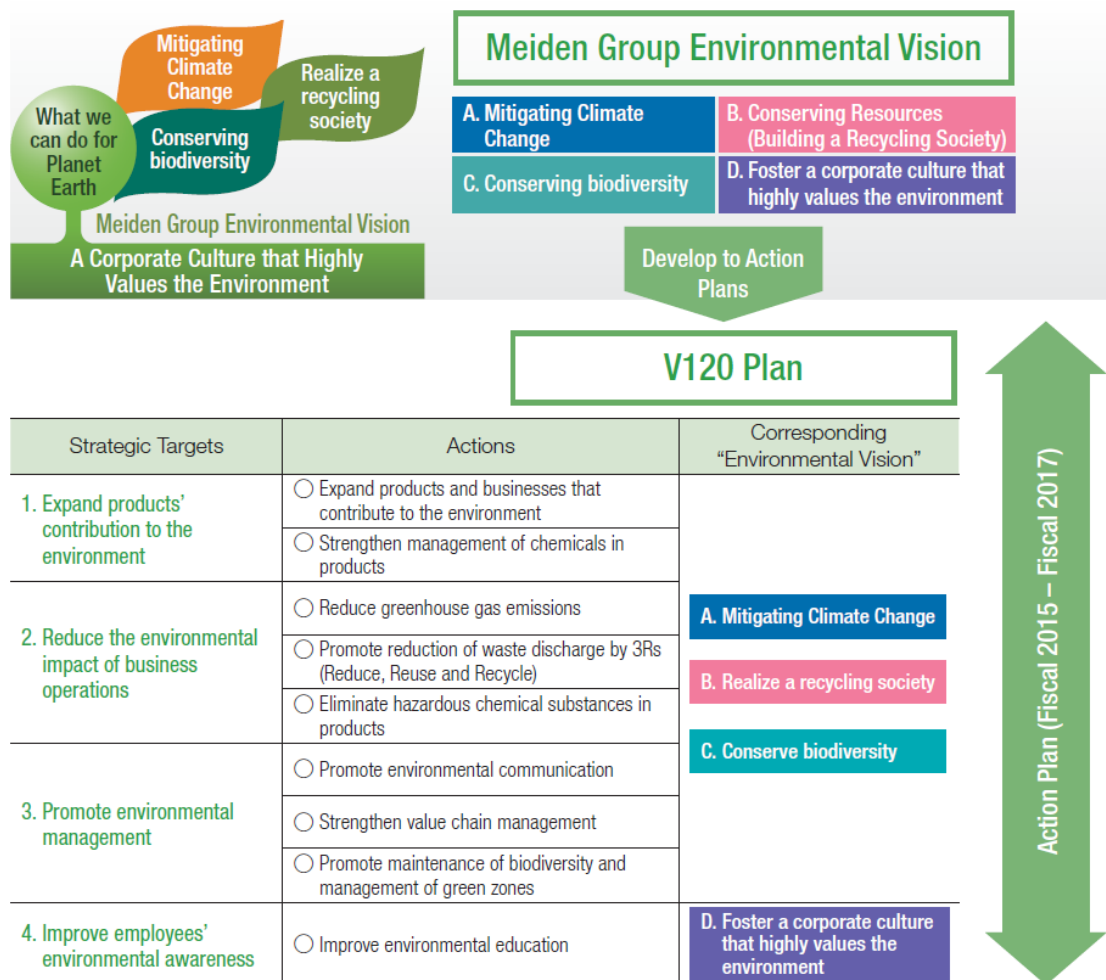 Mitigating
Climate
Change
Realize a
recycling
society
What we
can do for
Planet
Earth
Conserving
biodiversity
Meiden Group Environmental Vision
A Corporate Culture that Highly
Values the Environment
Meiden Group Environmental Vision
A. Mitigating Climate
Change
B. Conserving Resources
(Building a Recycling Society)
C. Conserving biodiversity
D. Foster a corporate culture that
highly values the environment
Develop to Action
Plans
V120 Plan
Strategic Targets
Actions
Corresponding
"Environmental Vision"
1. Expand products'
contribution to the
environment
○ Expand products and businesses that
contribute to the environment
○ Strengthen management of chemicals in
products
2. Reduce the environmental
impact of business
operations
○ Reduce greenhouse gas emissions
○ Promote reduction of waste discharge by 3Rs
(Reduce, Reuse and Recycle)
○ Eliminate hazardous chemical substances in
products
3. Promote environmental
management
○ Promote environmental communication
○ Strengthen value chain management
○ Promote maintenance of biodiversity and
management of green zones
A. Mitigating Climate Change
B. Realize a recycling society
C. Conserve biodiversity
4. Improve employees'
environmental awareness
○ Improve environmental education
D. Foster a corporate culture
that highly values the
environment
Action Plan (Fiscal 2015 – Fiscal 2017)